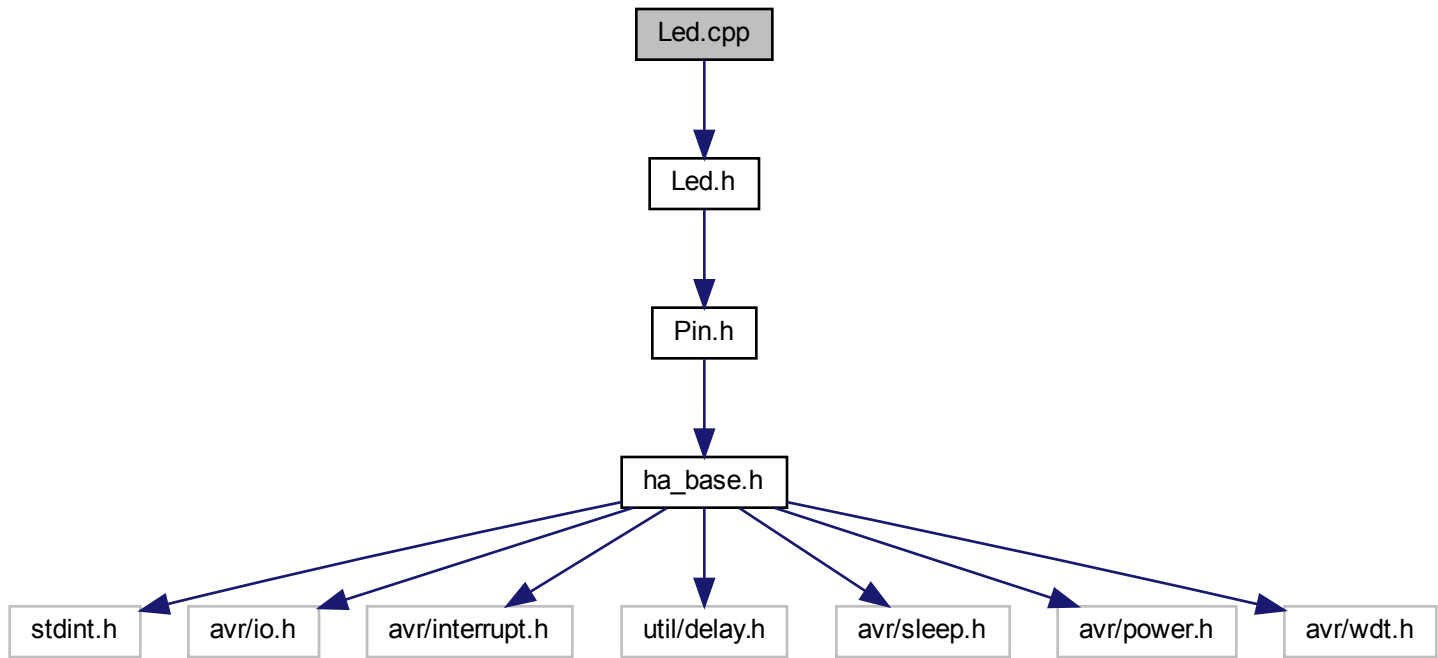 Led.cpp
Led.h
Pin.h
ha_base.h
stdint.h
avr/io.h
avr/interrupt.h
util/delay.h
avr/sleep.h
avr/power.h
avr/wdt.h